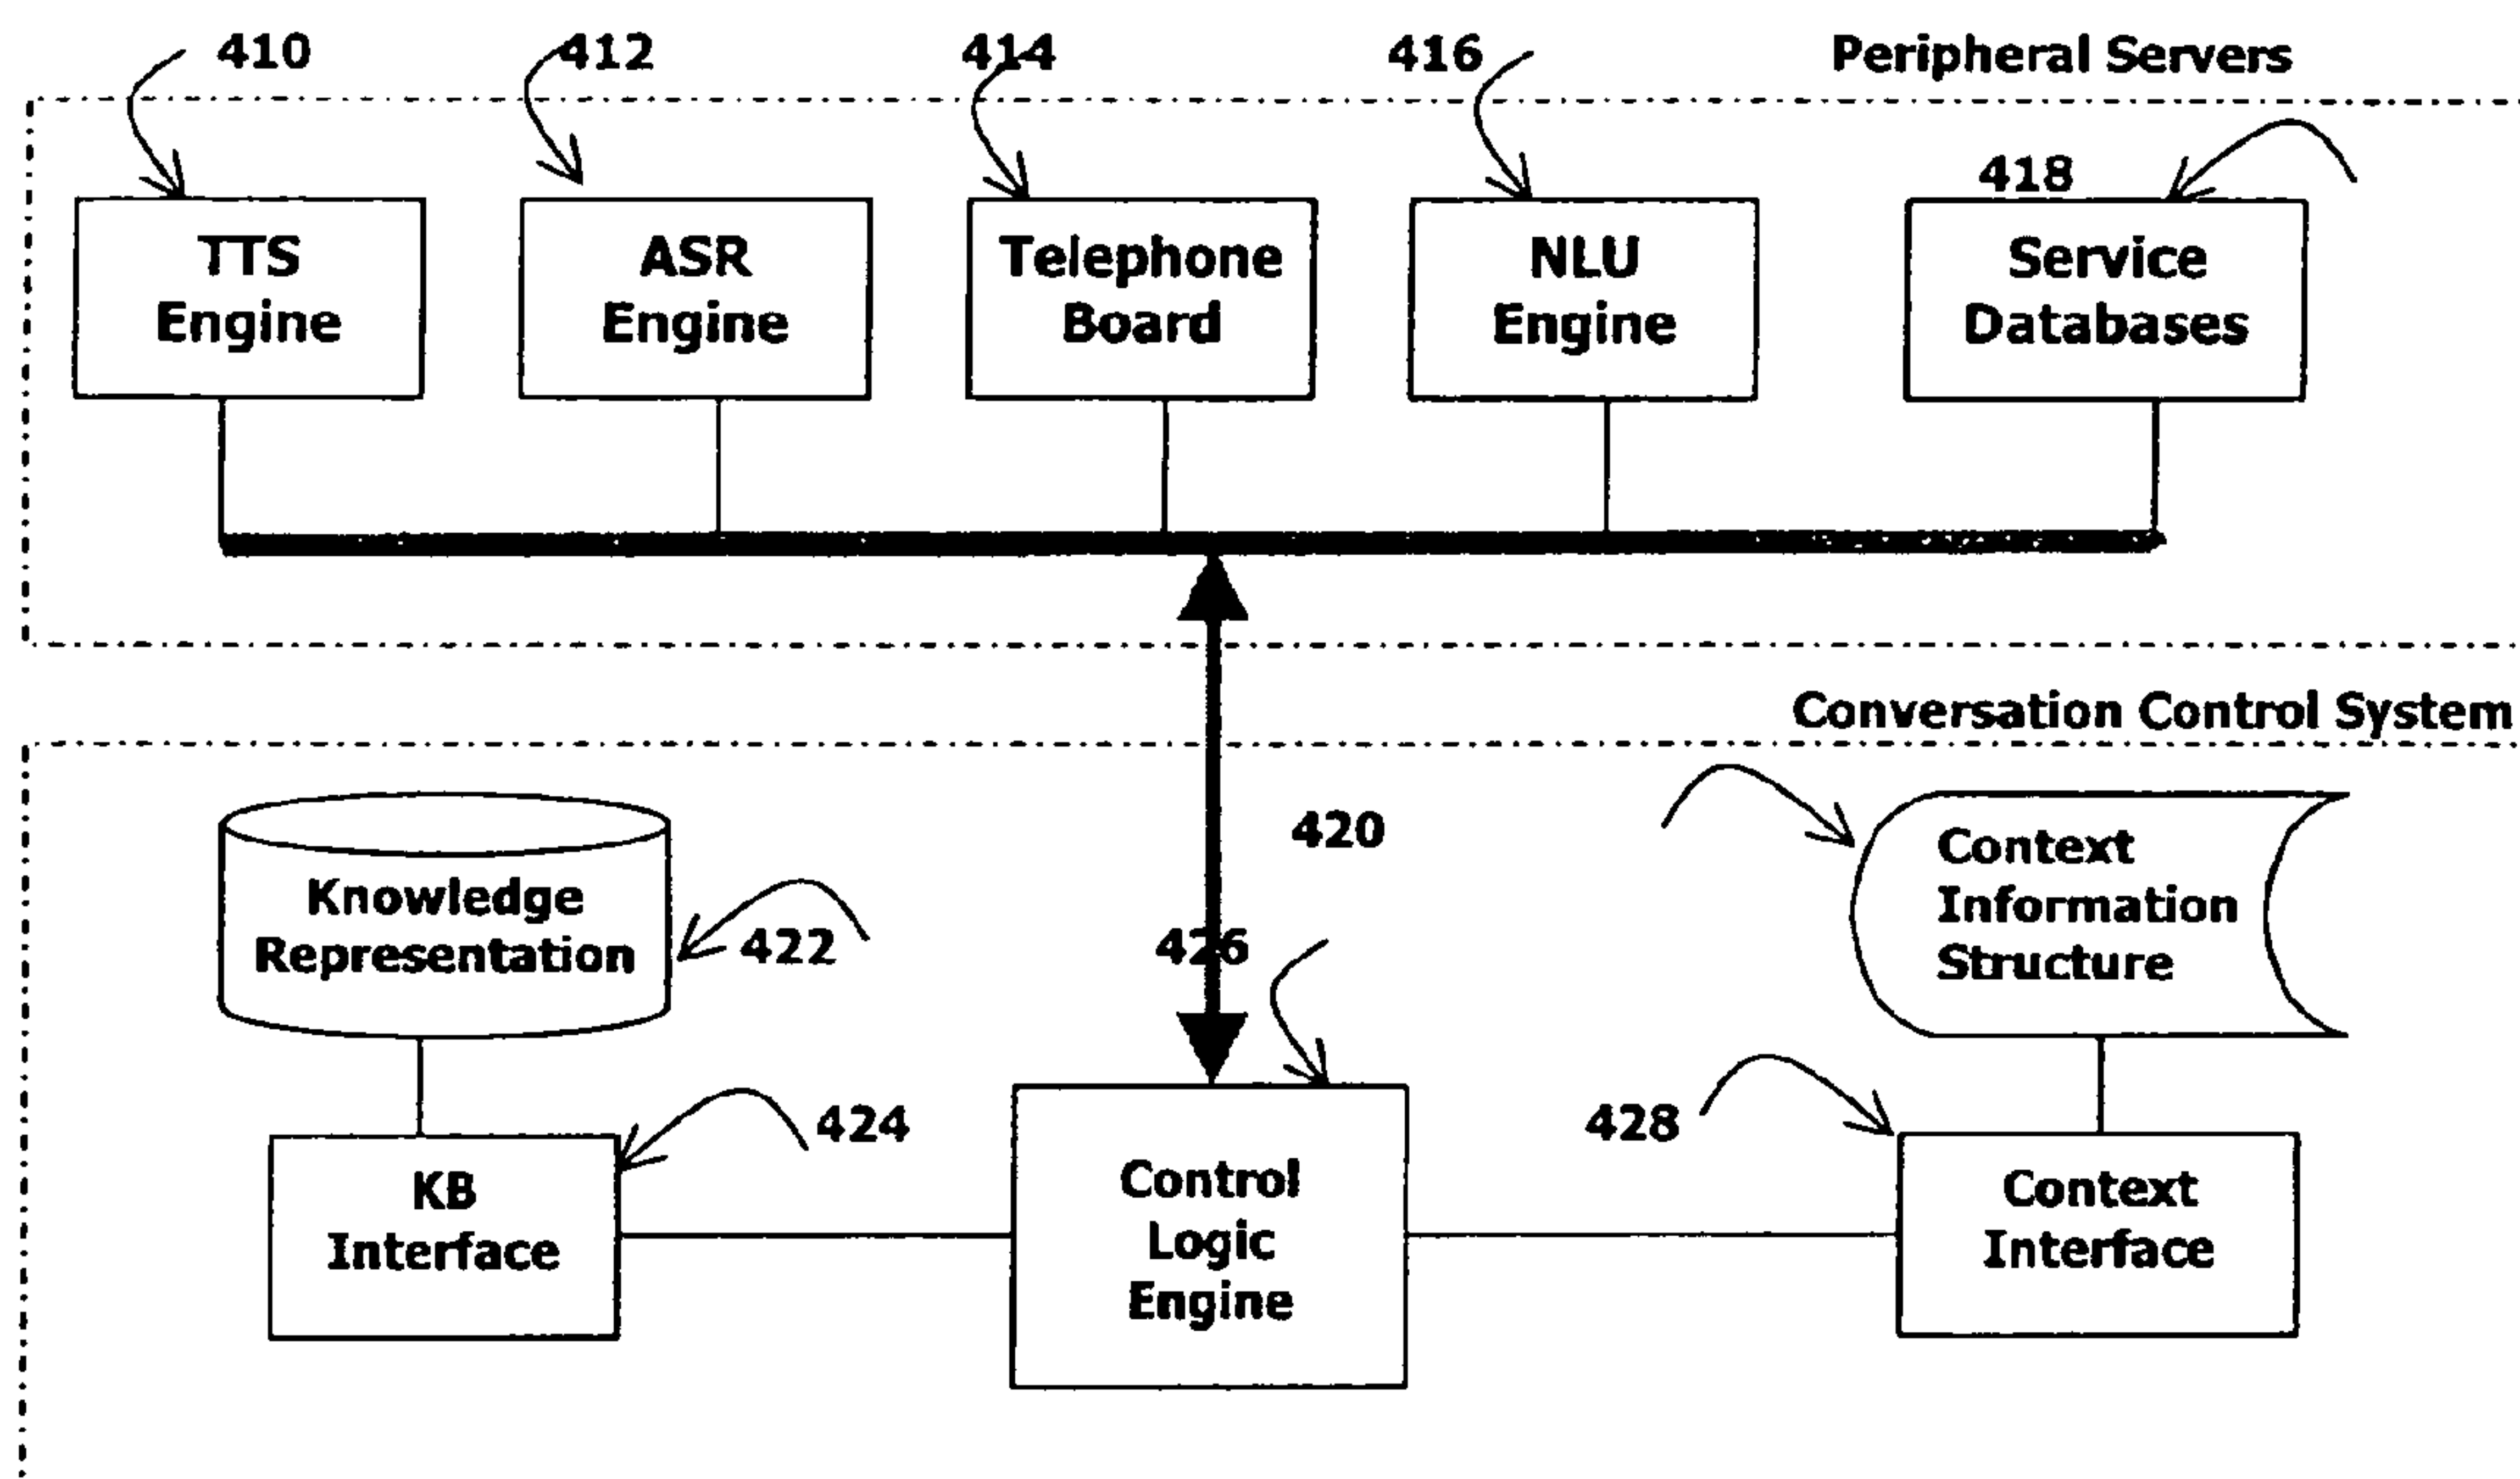 410
412
414
416
Peripheral Servers
418
TTS
Engine
ASR
Engine
Telephone
Board
NLU
Engine
Service
Databases
Conversation Control System
420
Knowledge
Representation
422
426
Context
Information
Structure
424
428
KB
Interface
Control
Logic
Engine
Context
Interface